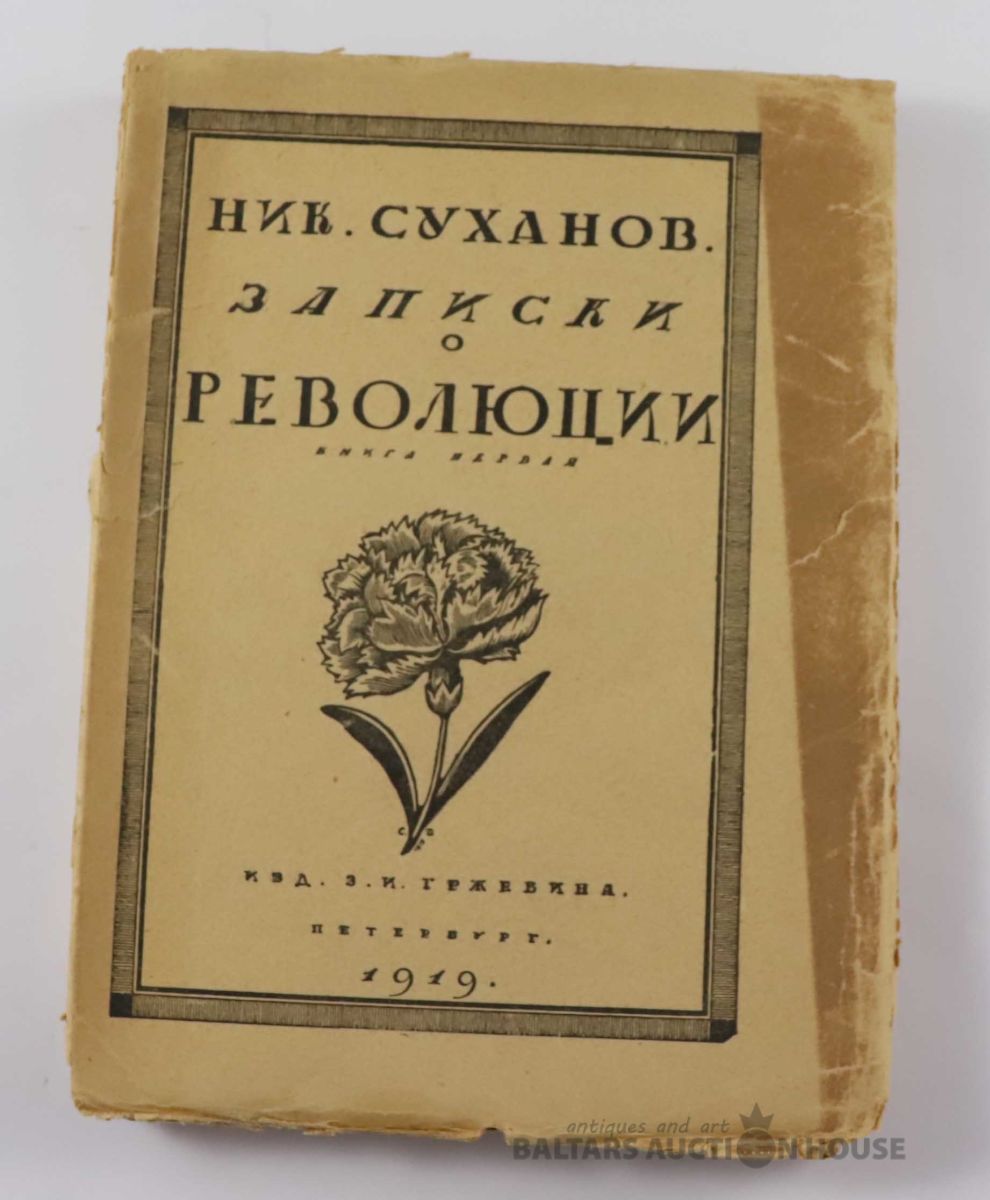 НИК. СУХАНОВ.
ЗАПИСКИ
О
РЕВОЛЮЦИИ
КНИГА ПЕРВАЯ
ИЗД. З.И. ГРЖЕБИНА.
ПЕТЕРБУРГ.
1919.
antiques and art
BALTARS AUCTION HOUSE